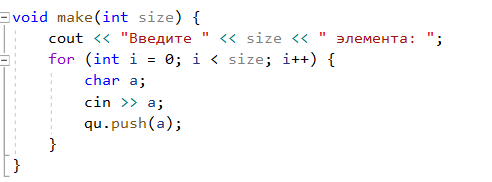 void make(int size) {
    cout << "Введите " << size << " элемента: ";
    for (int i = 0; i < size; i++) {
        char a;
        cin >> a;
        qu.push(a);
    }
}